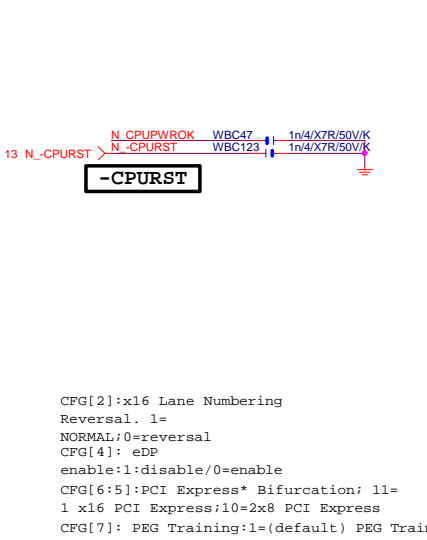 N_CPUPWROK WBC47 1n/4/X7R/50V/K
13 N_-CPURST N_-CPURST WBC123 1n/4/X7R/50V/K
-CPURST
CFG[2]:x16 Lane Numbering
Reversal. 1=
NORMAL;0=reversal
CFG[4]: eDP
enable:1:disable/0=enable
CFG[6:5]:PCI Express* Bifurcation; 11=
1 x16 PCI Express;10=2x8 PCI Express
CFG[7]: PEG Training:1=(default) PEG Train